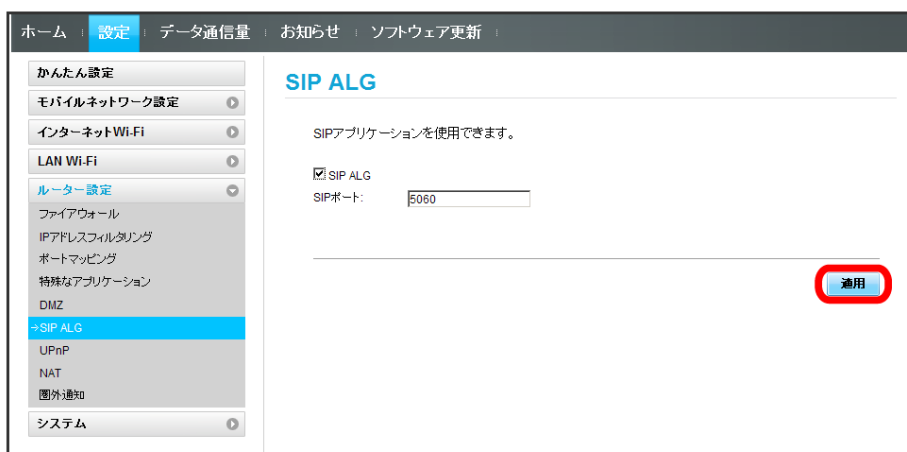 ホーム 設定 データ通信量 お知らせ ソフトウェア更新
かんたん設定
モバイルネットワーク設定
インターネットWi-Fi
LAN Wi-Fi
ルーター設定
ファイアウォール
IPアドレスフィルタリング
ポートマッピング
特殊なアプリケーション
DMZ
→SIP ALG
UPnP
NAT
圏外通知
システム
SIP ALG
SIPアプリケーションを使用できます。
SIP ALG
SIPポート: 5060
適用